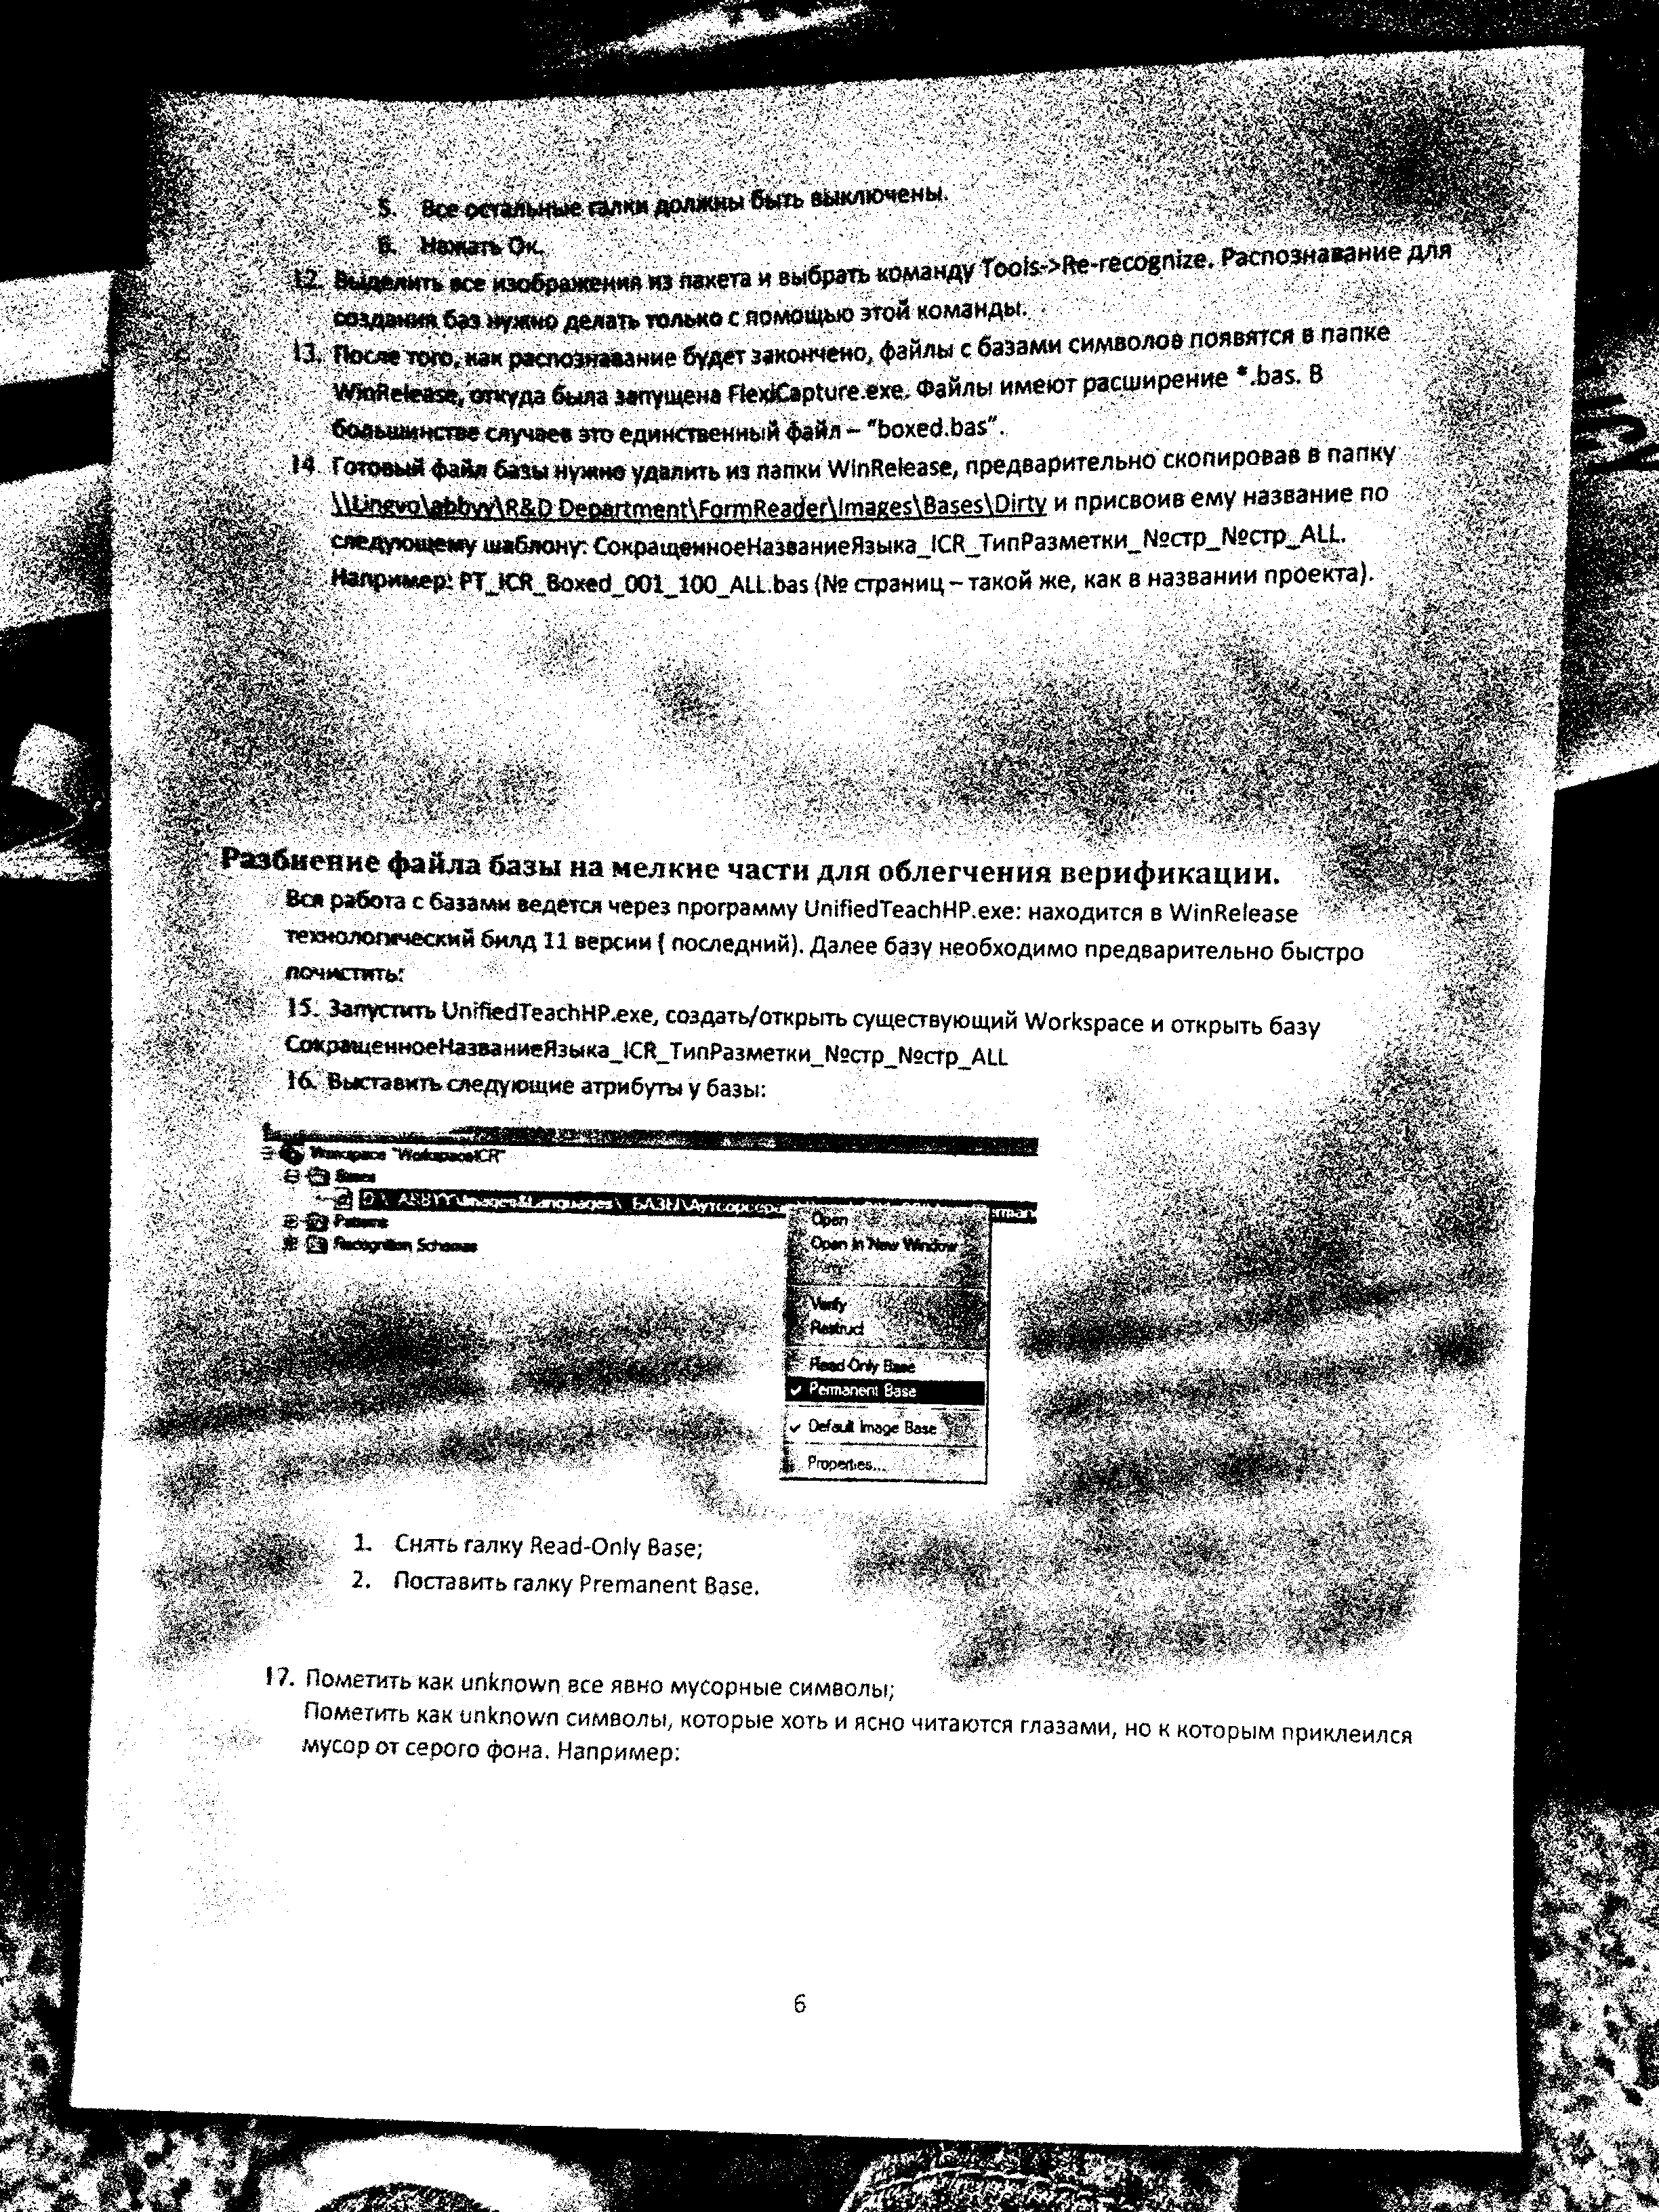 5. Все остальные галки должны быть выключены.
6. Нажать Ок.
12. Выделить все изображения из пакета и выбрать команду Tools->Re-recognize. Распознавание для
создания баз нужно делать только с помощью этой команды.
13. После того, как распознавание будет закончено, файлы с базами символов появятся в папке
WinRelease, откуда была запущена FlexiCapture.exe. Файлы имеют расширение *.bas. В
большинстве случаев это единственный файл – "boxed.bas".
14. Готовый файл базы нужно удалить из папки WinRelease, предварительно скопировав в папку
\\Lingvo\abbyy\R&D Department\FormReader\Images\Bases\Dirty и присвоив ему название по
следующему шаблону: СокращенноеНазваниеЯзыка_ICR_ТипРазметки_№стр_№стр_ALL.
Например: PT_ICR_Boxed_001_100_ALL.bas (№ страниц – такой же, как в названии проекта).
Разбиение файла базы на мелкие части для облегчения верификации.
Вся работа с базами ведется через программу UnifiedTeachHP.exe: находится в WinRelease
технологический билд 11 версии ( последний). Далее базу необходимо предварительно быстро
почистить:
15. Запустить UnifiedTeachHP.exe, создать/открыть существующий Workspace и открыть базу
СокращенноеНазваниеЯзыка_ICR_ТипРазметки_№стр_№стр_ALL
16. Выставить следующие атрибуты у базы:
Workspace "WorkspaceICR"
Bases
D:\_ABBYY\Images&Languages\_БАЗЫ\Аутсорсера
Patterns
Recognition Schemas
Open
Open in New Window
Verify
Restruct
Read-Only Base
Permanent Base
Default Image Base
Properties...
1. Снять галку Read-Only Base;
2. Поставить галку Premanent Base.
17. Пометить как unknown все явно мусорные символы;
Пометить как unknown символы, которые хоть и ясно читаются глазами, но к которым приклеился
мусор от серого фона. Например:
6